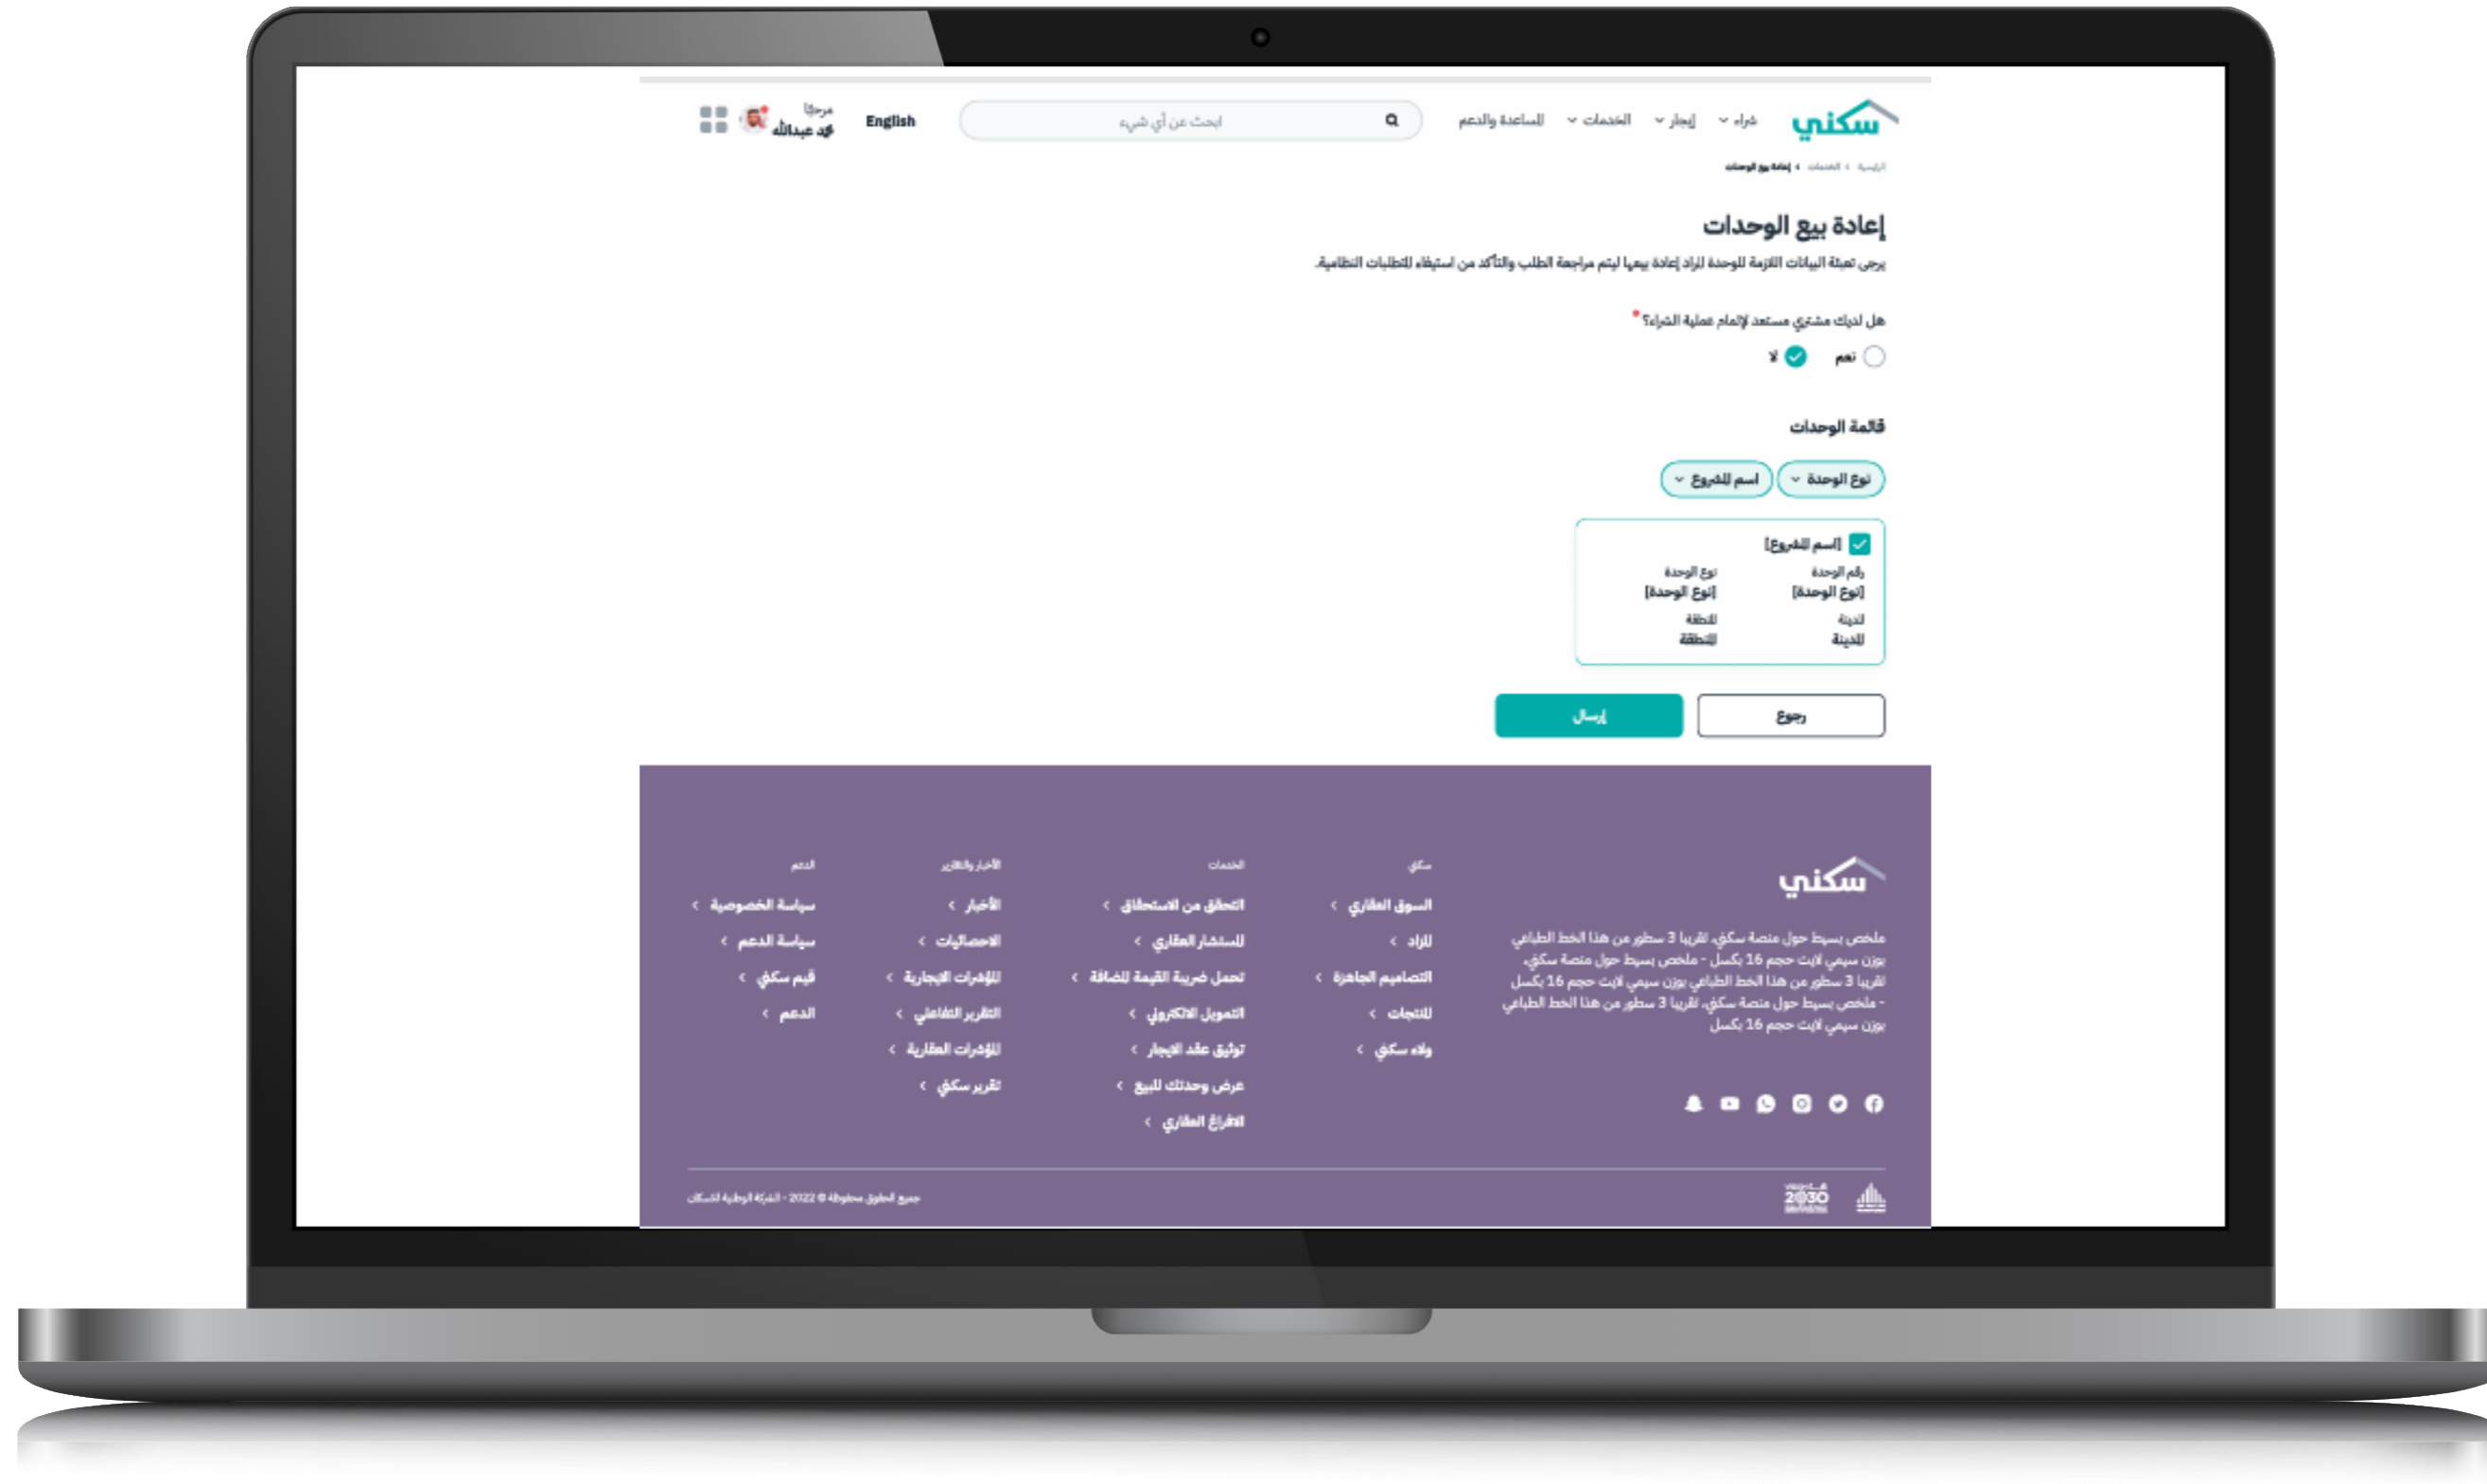 سكني
شراء
إيجار
الخدمات
المساعدة والدعم
ابحث عن أي شيء
English
مرحبًا
محمد عبدالله
الرئيسية > الخدمات > إعادة بيع الوحدات
إعادة بيع الوحدات
يرجى تعبئة البيانات اللازمة للوحدة المراد إعادة بيعها ليتم مراجعة الطلب والتأكد من استيفاء المتطلبات النظامية.
هل لديك مشتري مستعد لإتمام عملية الشراء؟ *
نعم
لا
قائمة الوحدات
نوع الوحدة
اسم المشروع
[اسم المشروع]
رقم الوحدة نوع الوحدة
[نوع الوحدة] [نوع الوحدة]
المدينة المنطقة
المدينة المنطقة
رجوع
إرسال
سكني
ملخص بسيط حول منصة سكني، تقريبا 3 سطور من هذا الخط الطباعي
بوزن سيمي لايت حجم 16 بكسل - ملخص بسيط حول منصة سكني،
تقريبا 3 سطور من هذا الخط الطباعي بوزن سيمي لايت حجم 16 بكسل
- ملخص بسيط حول منصة سكني، تقريبا 3 سطور من هذا الخط الطباعي
بوزن سيمي لايت حجم 16 بكسل
سكني
السوق العقاري
المزاد
التصاميم الجاهزة
المنتجات
ولاء سكني
الخدمات
التحقق من الاستحقاق
المستشار العقاري
تحمل ضريبة القيمة المضافة
التمويل الالكتروني
توثيق عقد الايجار
عرض وحدتك للبيع
الافراغ العقاري
الأخبار والتقارير
الأخبار
الاحصائيات
المؤشرات الايجارية
التقرير التفاعلي
المؤشرات العقارية
تقرير سكني
الدعم
سياسة الخصوصية
سياسة الدعم
قيم سكني
الدعم
2030
جميع الحقوق محفوظة © 2022 - الشركة الوطنية للاسكان